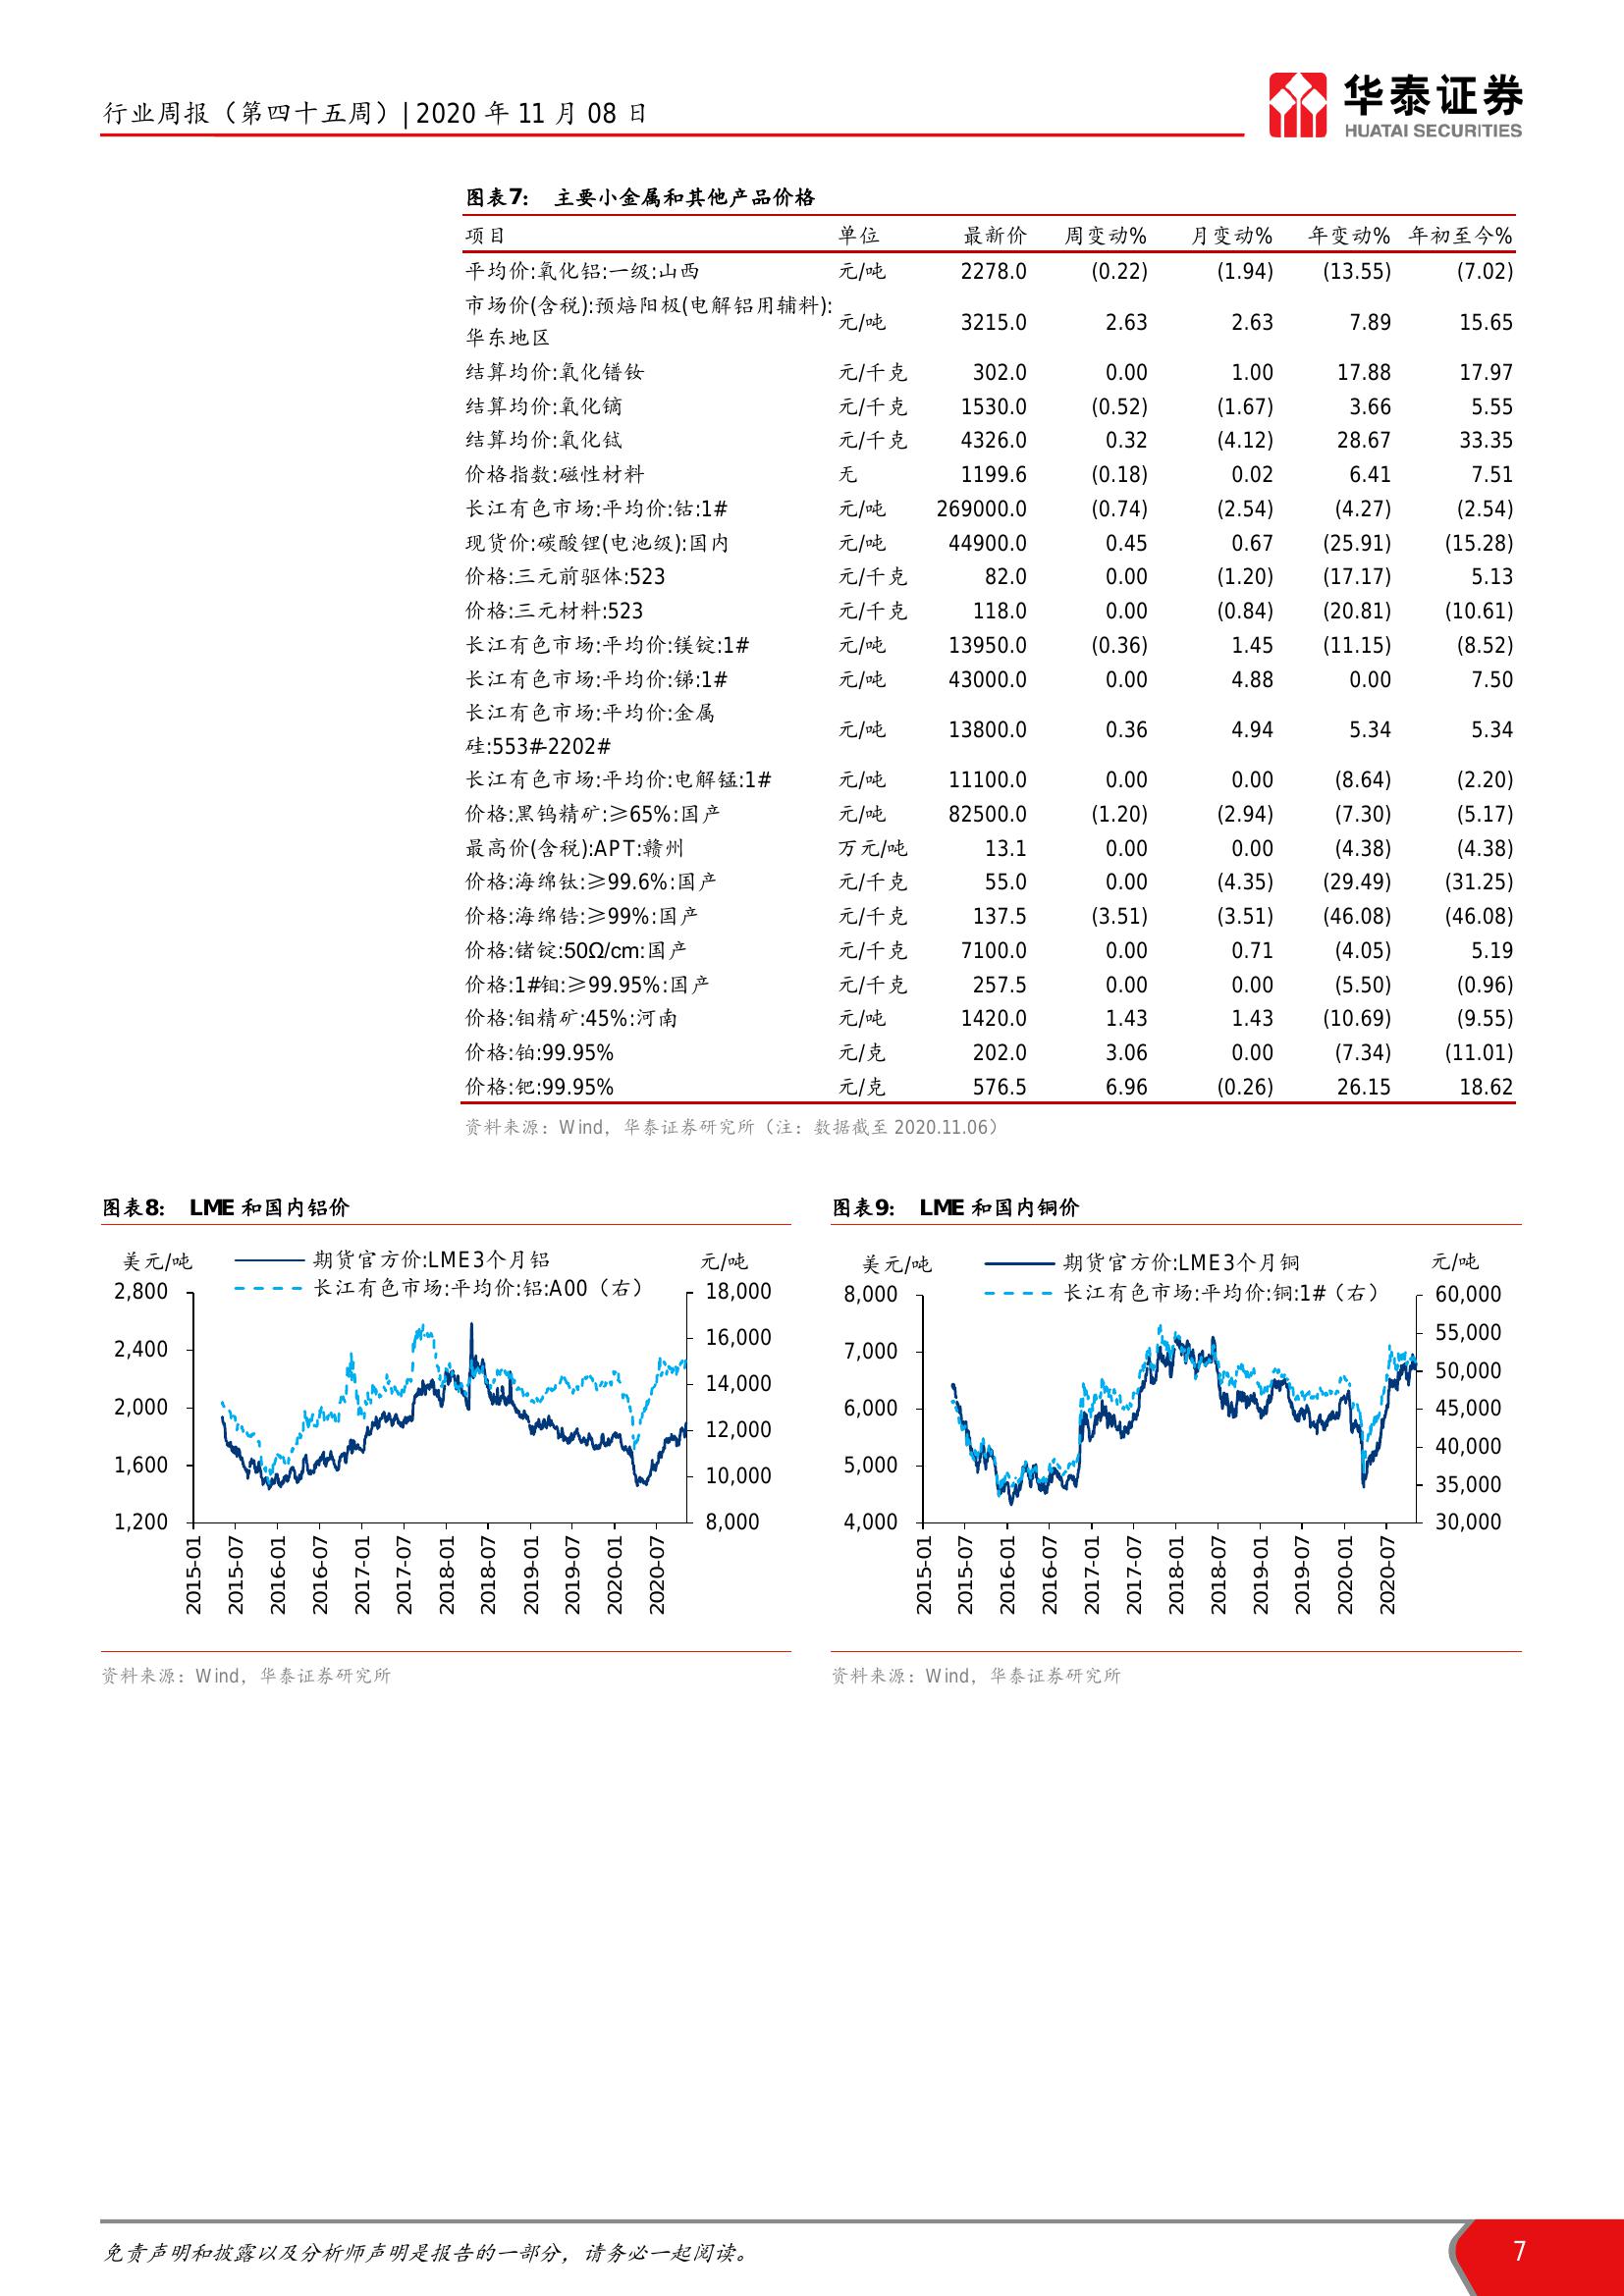 行业周报（第四十五周）| 2020 年 11 月 08 日
华泰证券
HUATAI SECURITIES
图表7： 主要小金属和其他产品价格
项目 单位 最新价 周变动% 月变动% 年变动% 年初至今%
平均价:氧化铝:一级:山西 元/吨 2278.0 (0.22) (1.94) (13.55) (7.02)
市场价(含税):预焙阳极(电解铝用辅料):
华东地区 元/吨 3215.0 2.63 2.63 7.89 15.65
结算均价:氧化镨钕 元/千克 302.0 0.00 1.00 17.88 17.97
结算均价:氧化镝 元/千克 1530.0 (0.52) (1.67) 3.66 5.55
结算均价:氧化铽 元/千克 4326.0 0.32 (4.12) 28.67 33.35
价格指数:磁性材料 无 1199.6 (0.18) 0.02 6.41 7.51
长江有色市场:平均价:钴:1# 元/吨 269000.0 (0.74) (2.54) (4.27) (2.54)
现货价:碳酸锂(电池级):国内 元/吨 44900.0 0.45 0.67 (25.91) (15.28)
价格:三元前驱体:523 元/千克 82.0 0.00 (1.20) (17.17) 5.13
价格:三元材料:523 元/千克 118.0 0.00 (0.84) (20.81) (10.61)
长江有色市场:平均价:镁锭:1# 元/吨 13950.0 (0.36) 1.45 (11.15) (8.52)
长江有色市场:平均价:锑:1# 元/吨 43000.0 0.00 4.88 0.00 7.50
长江有色市场:平均价:金属
硅:553#-2202# 元/吨 13800.0 0.36 4.94 5.34 5.34
长江有色市场:平均价:电解锰:1# 元/吨 11100.0 0.00 0.00 (8.64) (2.20)
价格:黑钨精矿:≥65%:国产 元/吨 82500.0 (1.20) (2.94) (7.30) (5.17)
最高价(含税):APT:赣州 万元/吨 13.1 0.00 0.00 (4.38) (4.38)
价格:海绵钛:≥99.6%:国产 元/千克 55.0 0.00 (4.35) (29.49) (31.25)
价格:海绵锆:≥99%:国产 元/千克 137.5 (3.51) (3.51) (46.08) (46.08)
价格:锗锭:50Ω/cm:国产 元/千克 7100.0 0.00 0.71 (4.05) 5.19
价格:1#钼:≥99.95%:国产 元/千克 257.5 0.00 0.00 (5.50) (0.96)
价格:钼精矿:45%:河南 元/吨 1420.0 1.43 1.43 (10.69) (9.55)
价格:铂:99.95% 元/克 202.0 3.06 0.00 (7.34) (11.01)
价格:钯:99.95% 元/克 576.5 6.96 (0.26) 26.15 18.62
资料来源：Wind，华泰证券研究所（注：数据截至 2020.11.06）
图表8： LME 和国内铝价
美元/吨 期货官方价:LME3个月铝 元/吨
长江有色市场:平均价:铝:A00（右）
2,800 18,000
2,400 16,000
2,000 14,000
1,600 12,000
1,200 10,000
8,000
2015-01 2015-07 2016-01 2016-07 2017-01 2017-07 2018-01 2018-07 2019-01 2019-07 2020-01 2020-07
资料来源：Wind，华泰证券研究所
图表9： LME 和国内铜价
美元/吨 期货官方价:LME3个月铜 元/吨
长江有色市场:平均价:铜:1#（右）
8,000 60,000
7,000 55,000
6,000 50,000
5,000 45,000
4,000 40,000
35,000
30,000
2015-01 2015-07 2016-01 2016-07 2017-01 2017-07 2018-01 2018-07 2019-01 2019-07 2020-01 2020-07
资料来源：Wind，华泰证券研究所
免责声明和披露以及分析师声明是报告的一部分，请务必一起阅读。 7